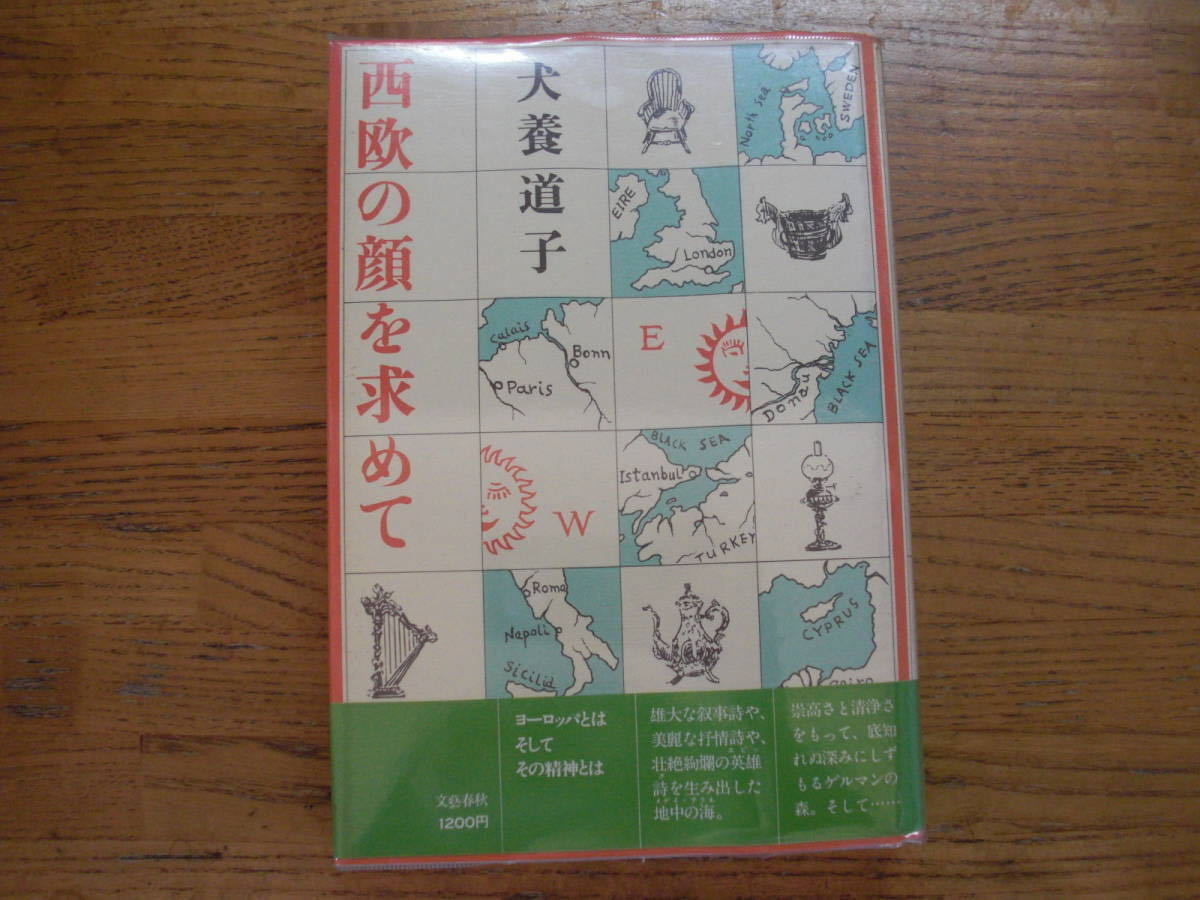 西欧の顔を求めて
犬養道子
North Sea
SWEDEN
EIRE
London
Calais
Bonn
Paris
E
Donau
BLACK SEA
W
BLACK SEA
Istanbul
TURKEY
Roma
Napoli
Sicilia
CYPRUS
Cairo
ヨーロッパとは
そして
その精神とは
雄大な叙事詩や、
美麗な抒情詩や、
壮絶絢爛の英雄
詩を生み出した
地中の海。
崇高さと清浄さ
をもって、底知
れぬ深みにしず
もるゲルマンの
森。そして……
文藝春秋
1200円